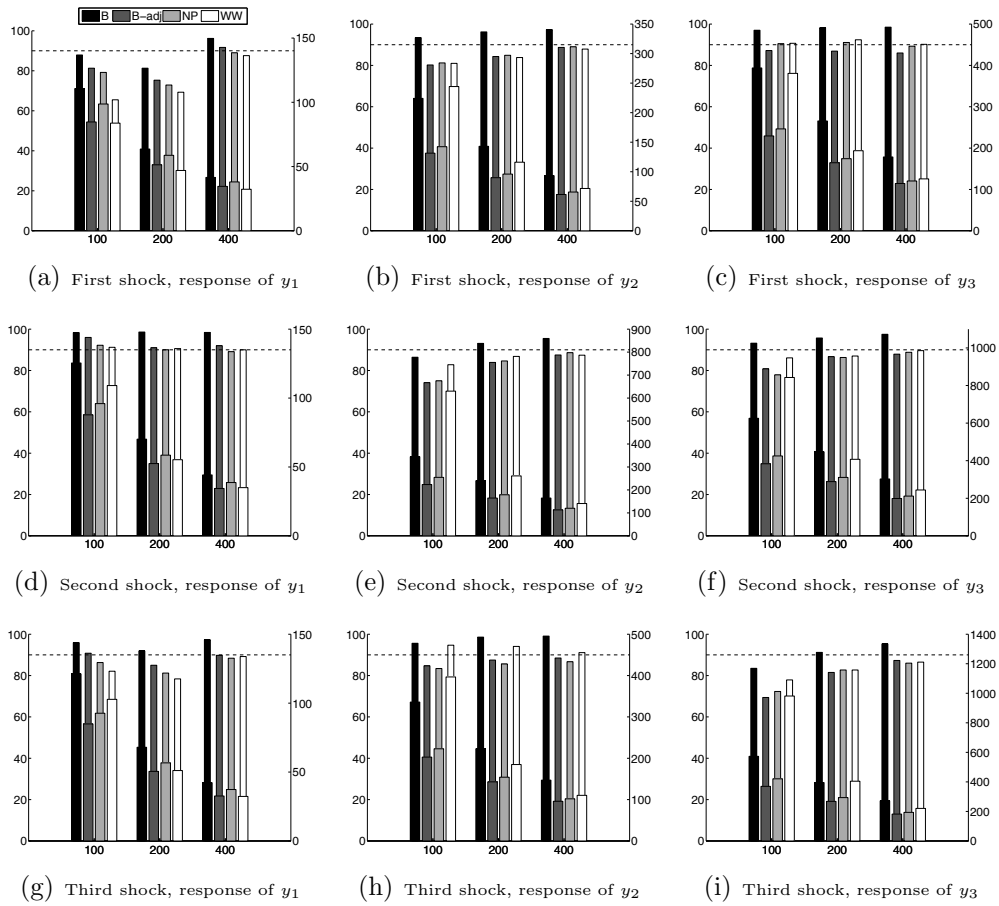 B B-adj NP WW
100 80 60 40 20 0
150 100 50 0
100 200 400
100 80 60 40 20 0
350 300 250 200 150 100 50 0
100 200 400
100 80 60 40 20 0
500 400 300 200 100 0
100 200 400
(a) First shock, response of y1
(b) First shock, response of y2
(c) First shock, response of y3
100 80 60 40 20 0
150 100 50 0
100 200 400
100 80 60 40 20 0
900 800 700 600 500 400 300 200 100 0
100 200 400
100 80 60 40 20 0
1000 800 600 400 200 0
100 200 400
(d) Second shock, response of y1
(e) Second shock, response of y2
(f) Second shock, response of y3
100 80 60 40 20 0
150 100 50 0
100 200 400
100 80 60 40 20 0
500 400 300 200 100 0
100 200 400
100 80 60 40 20 0
1400 1200 1000 800 600 400 200 0
100 200 400
(g) Third shock, response of y1
(h) Third shock, response of y2
(i) Third shock, response of y3